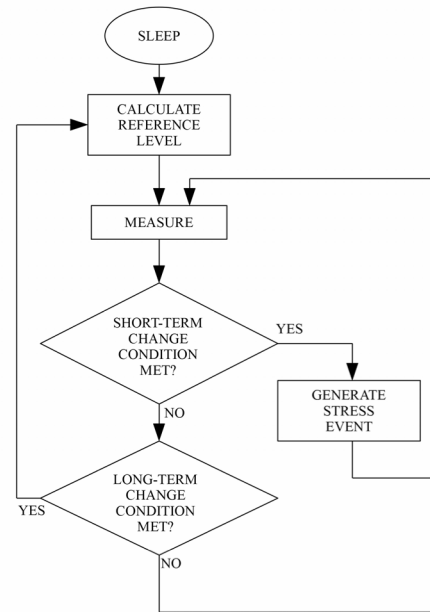 SLEEP
CALCULATE
REFERENCE
LEVEL
MEASURE
SHORT-TERM
CHANGE
CONDITION
MET?
YES
GENERATE
STRESS
EVENT
NO
LONG-TERM
CHANGE
CONDITION
MET?
YES
NO